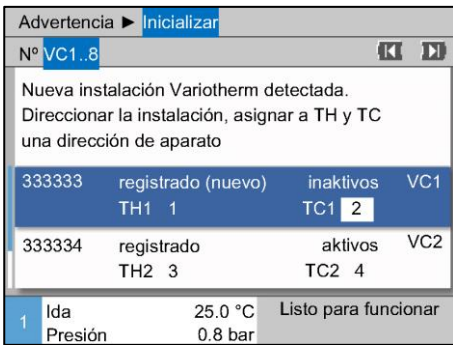 Advertencia ► Inicializar
Nº VC1..8
Nueva instalación Variotherm detectada.
Direccionar la instalación, asignar a TH y TC
una dirección de aparato
333333 registrado (nuevo) inaktivos VC1
TH1 1 TC1 2
333334 registrado aktivos VC2
TH2 3 TC2 4
1 Ida 25.0 °C Listo para funcionar
Presión 0.8 bar